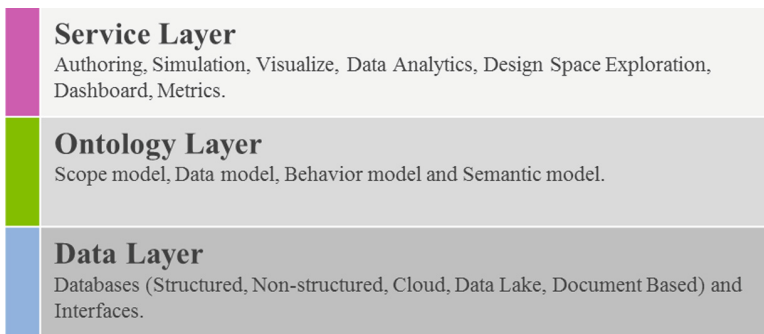 Service Layer
Authoring, Simulation, Visualize, Data Analytics, Design Space Exploration,
Dashboard, Metrics.
Ontology Layer
Scope model, Data model, Behavior model and Semantic model.
Data Layer
Databases (Structured, Non-structured, Cloud, Data Lake, Document Based) and
Interfaces.